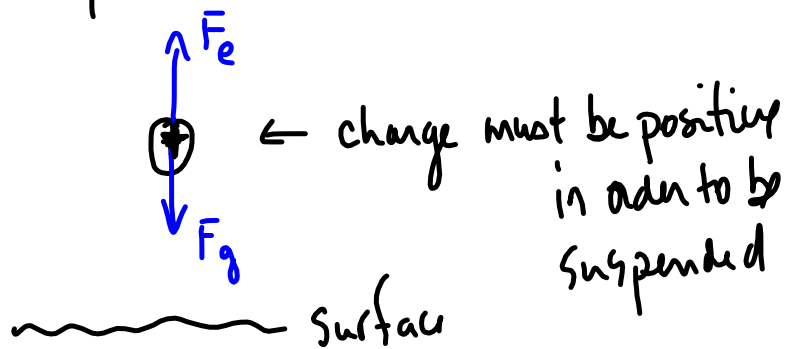 Fe
← change must be positive
in order to be
suspended
Fg
surface